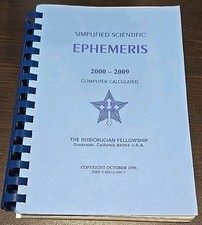 SIMPLIFIED SCIENTIFIC
EPHEMERIS
2000 – 2009
COMPUTER CALCULATED
THE ROSICRUCIAN FELLOWSHIP
Oceanside, California 92054 U.S.A.
COPYRIGHT OCTOBER 1996